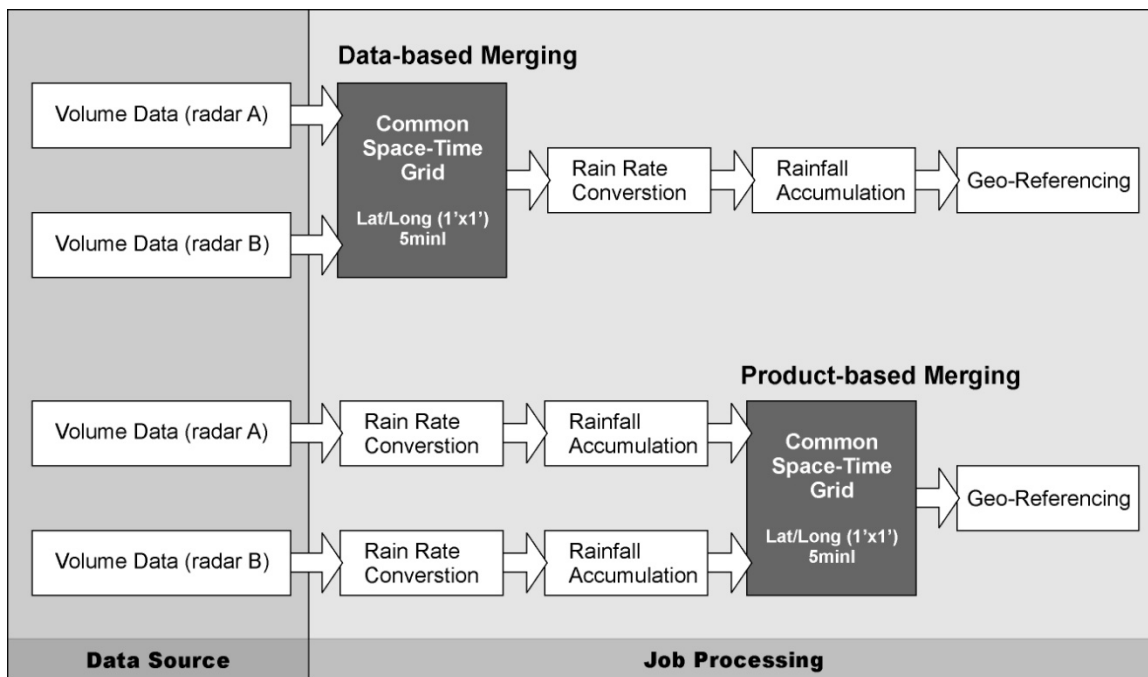 Data-based Merging
Volume Data (radar A)
Volume Data (radar B)
Common
Space-Time
Grid
Lat/Long (1'x1')
5minl
Rain Rate
Converstion
Rainfall
Accumulation
Geo-Referencing
Product-based Merging
Volume Data (radar A)
Rain Rate
Converstion
Rainfall
Accumulation
Volume Data (radar B)
Rain Rate
Converstion
Rainfall
Accumulation
Common
Space-Time
Grid
Lat/Long (1'x1')
5minl
Geo-Referencing
Data Source
Job Processing